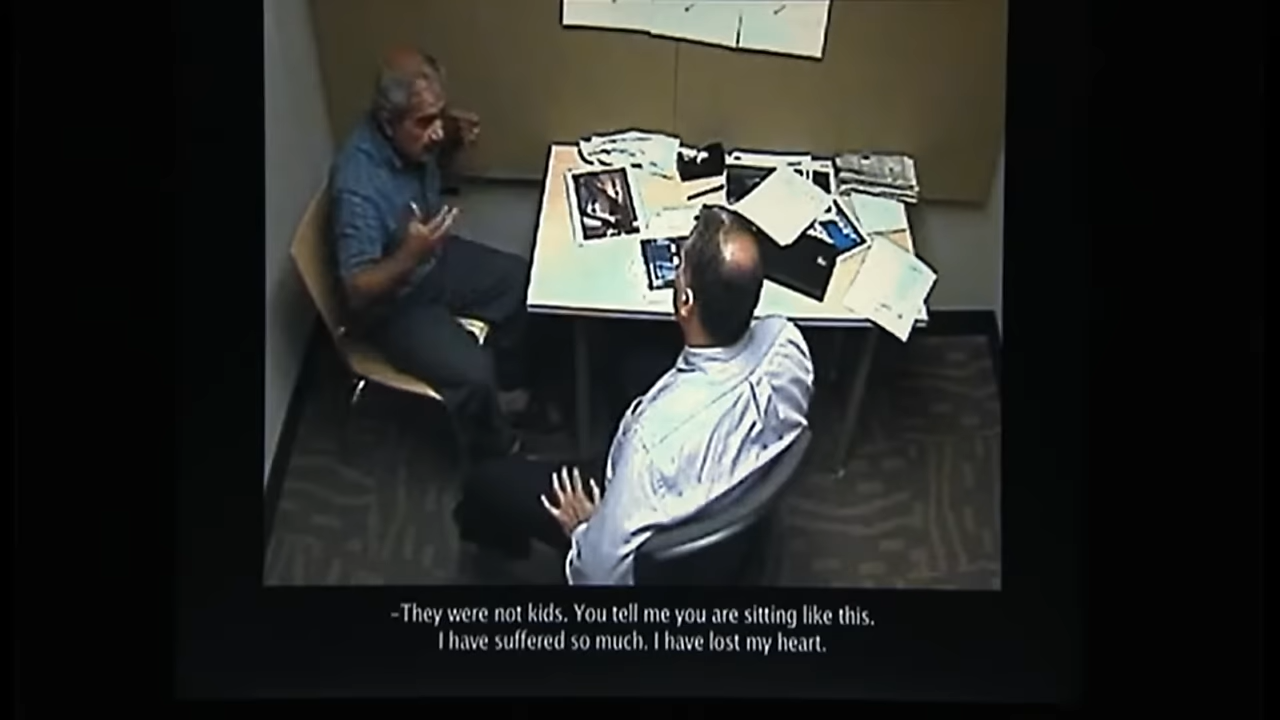 -They were not kids. You tell me you are sitting like this.
I have suffered so much. I have lost my heart.